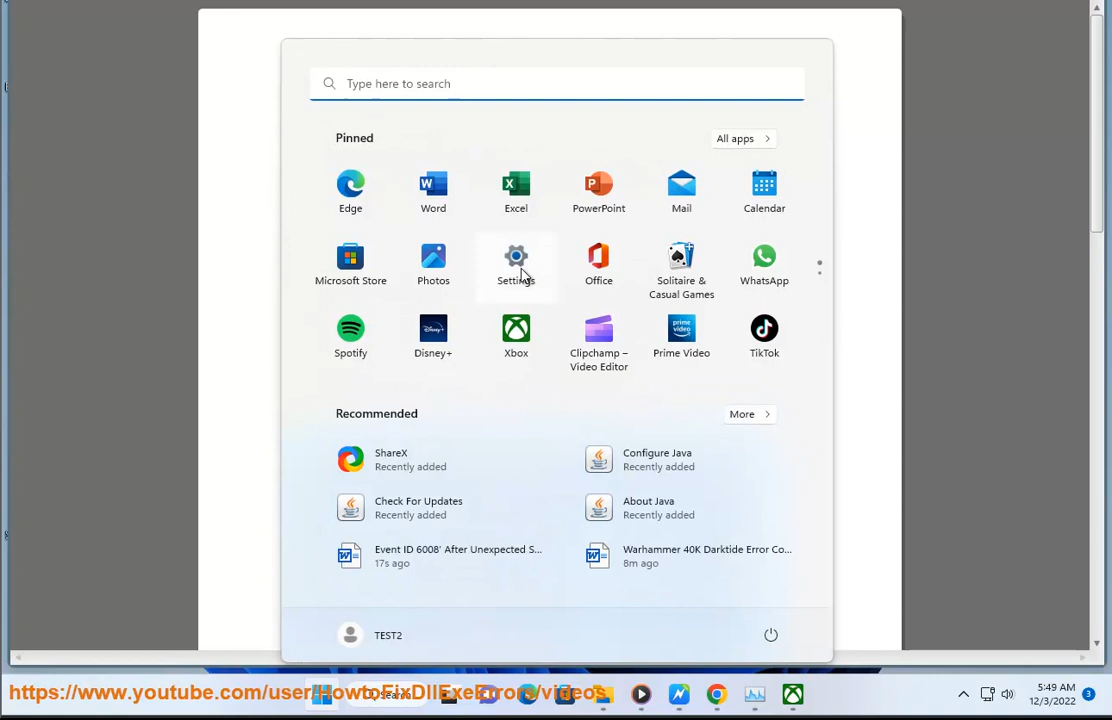 Type here to search
Pinned
All apps
Edge
Word
Excel
PowerPoint
Mail
Calendar
Microsoft Store
Photos
Settings
Office
Solitaire &
Casual Games
WhatsApp
Spotify
Disney+
Xbox
Clipchamp –
Video Editor
Prime Video
TikTok
Recommended
More
ShareX
Recently added
Configure Java
Recently added
Check For Updates
Recently added
About Java
Recently added
Event ID 6008' After Unexpected S...
17s ago
Warhammer 40K Darktide Error Co...
8m ago
TEST2
https://www.youtube.com/user/HowtoFixDllExeErrors/videos
5:49 AM
12/3/2022
3